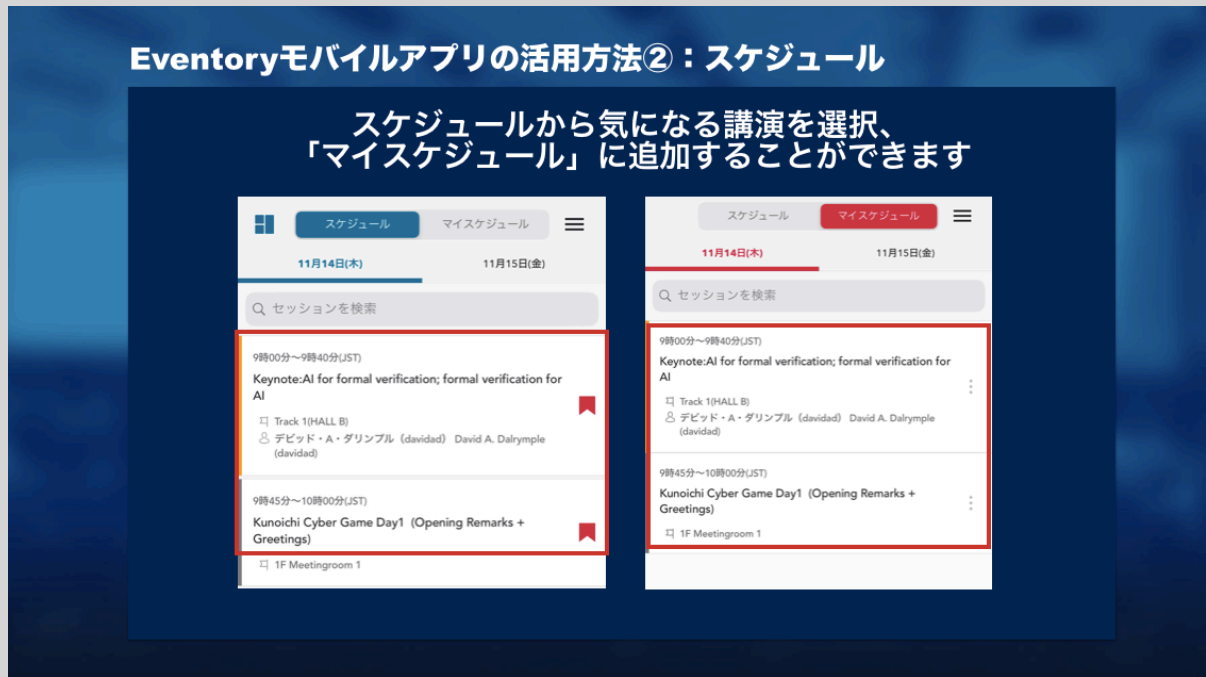 Eventoryモバイルアプリの活用方法②：スケジュール
スケジュールから気になる講演を選択、
「マイスケジュール」に追加することができます
スケジュール
マイスケジュール
11月14日(木)
11月15日(金)
セッションを検索
9時00分〜9時40分(JST)
Keynote:AI for formal verification; formal verification for
AI
Track 1(HALL B)
デビッド・A・ダリンプル（davidad） David A. Dalrymple
(davidad)
9時45分〜10時00分(JST)
Kunoichi Cyber Game Day1 (Opening Remarks +
Greetings)
1F Meetingroom 1
スケジュール
マイスケジュール
11月14日(木)
11月15日(金)
セッションを検索
9時00分〜9時40分(JST)
Keynote:AI for formal verification; formal verification for
AI
Track 1(HALL B)
デビッド・A・ダリンプル（davidad） David A. Dalrymple
(davidad)
9時45分〜10時00分(JST)
Kunoichi Cyber Game Day1 (Opening Remarks +
Greetings)
1F Meetingroom 1